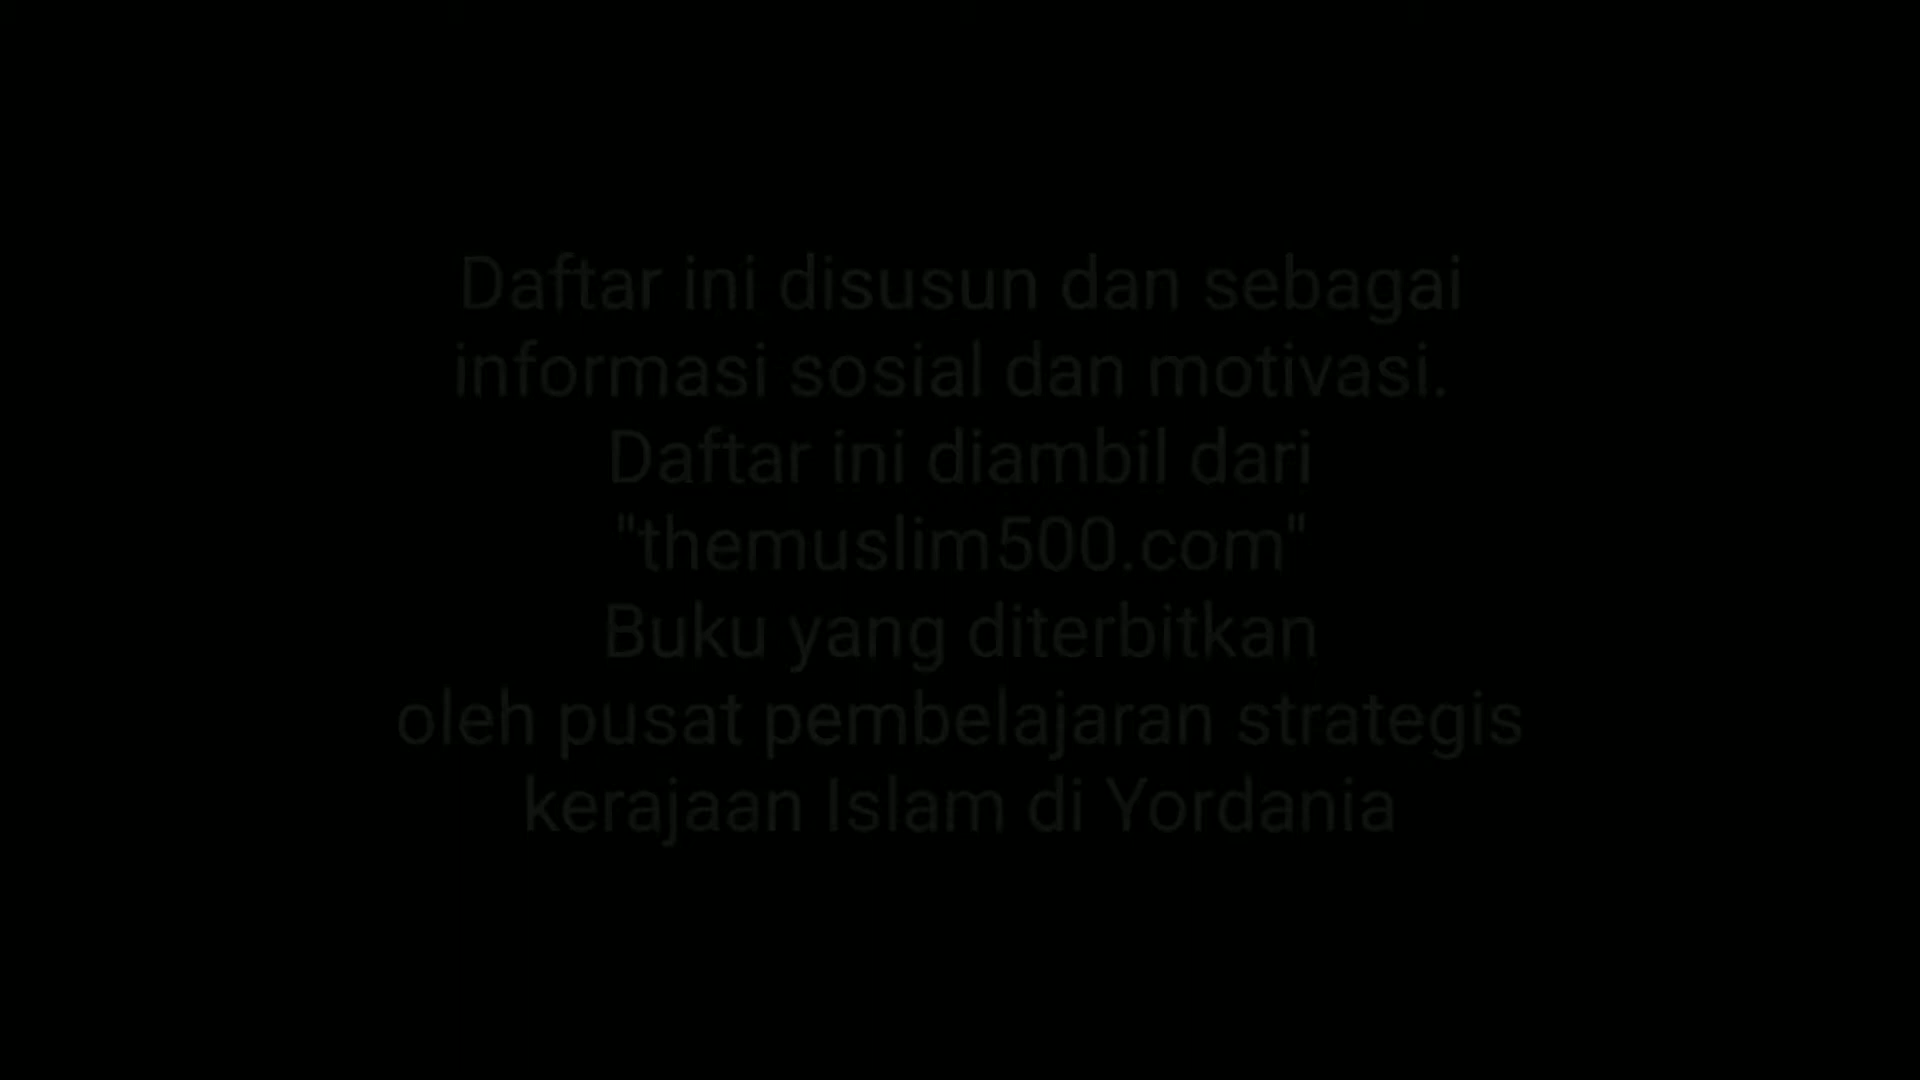 Daftar ini disusun dan sebagai
informasi sosial dan motivasi.
Daftar ini diambil dari
"themuslim500.com"
Buku yang diterbitkan
oleh pusat pembelajaran strategis
kerajaan Islam di Yordania